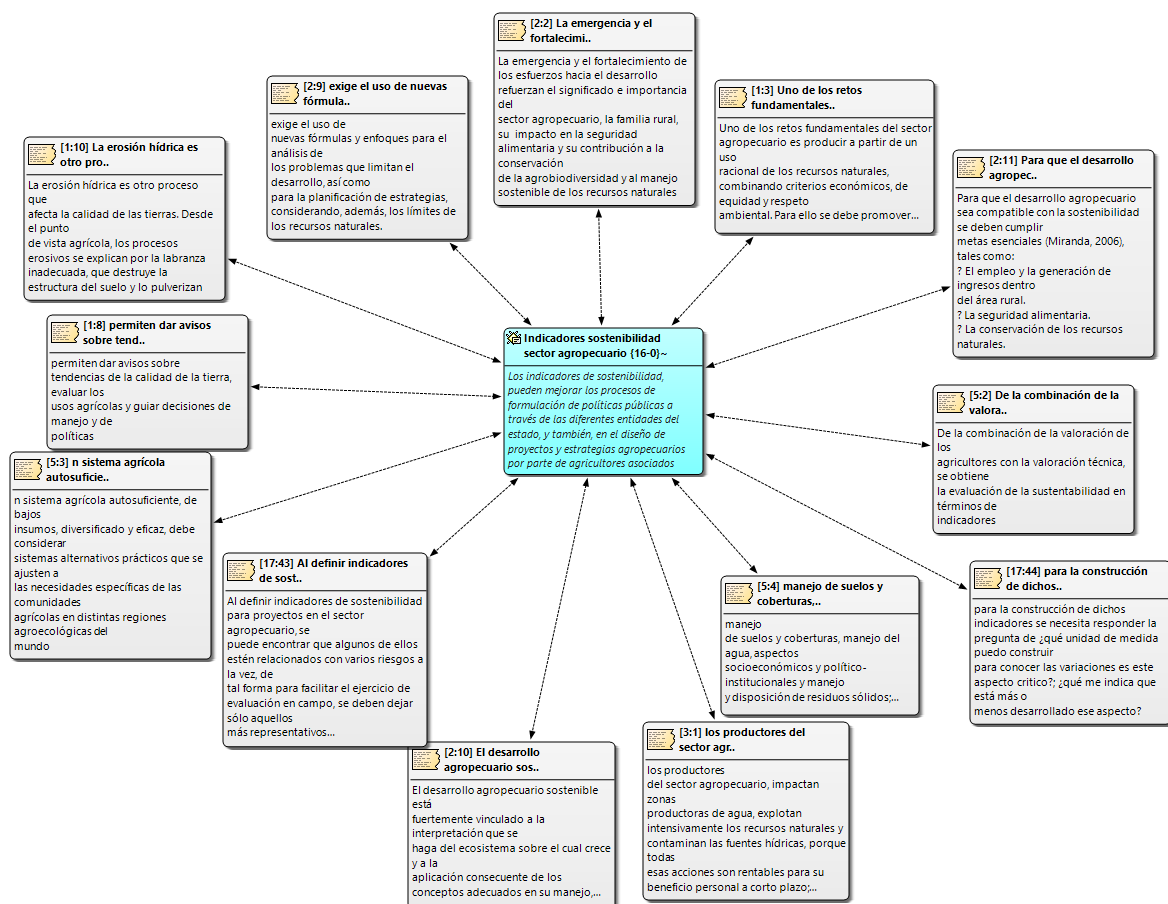 [2:2] La emergencia y el
fortalecimi..
La emergencia y el fortalecimiento de
los esfuerzos hacia el desarrollo
refuerzan el significado e importancia
del
sector agropecuario, la familia rural,
su impacto en la seguridad
alimentaria y su contribución a la
conservación
de la agrobiodiversidad y al manejo
sostenible de los recursos naturales
[2:9] exige el uso de nuevas
fórmula..
exige el uso de
nuevas fórmulas y enfoques para el
análisis de
los problemas que limitan el
desarrollo, así como
para la planificación de estrategias,
considerando, además, los límites de
los recursos naturales.
[1:3] Uno de los retos
fundamentales..
Uno de los retos fundamentales del sector
agropecuario es producir a partir de un
uso
racional de los recursos naturales,
combinando criterios económicos, de
equidad y respeto
ambiental. Para ello se debe promover...
[1:10] La erosión hídrica es
otro pro..
La erosión hídrica es otro proceso
que
afecta la calidad de las tierras. Desde
el punto
de vista agrícola, los procesos
erosivos se explican por la labranza
inadecuada, que destruye la
estructura del suelo y lo pulverizan
[2:11] Para que el desarrollo
agropec..
Para que el desarrollo agropecuario
sea compatible con la sostenibilidad
se deben cumplir
metas esenciales (Miranda, 2006),
tales como:
? El empleo y la generación de
ingresos dentro
del área rural.
? La seguridad alimentaria.
? La conservación de los recursos
naturales.
[1:8] permiten dar avisos
sobre tend..
permiten dar avisos sobre
tendencias de la calidad de la tierra,
evaluar los
usos agrícolas y guiar decisiones de
manejo y de
políticas
Indicadores sostenibilidad
sector agropecuario {16-0}~
Los indicadores de sostenibilidad,
pueden mejorar los procesos de
formulación de políticas públicas a
través de las diferentes entidades del
estado, y también, en el diseño de
proyectos y estrategias agropecuarios
por parte de agricultores asociados
[5:2] De la combinación de la
valora..
De la combinación de la valoración de
los
agricultores con la valoración técnica,
se obtiene
la evaluación de la sustentabilidad en
términos de
indicadores
[5:3] n sistema agrícola
autosuficie..
n sistema agrícola autosuficiente, de
bajos
insumos, diversificado y eficaz, debe
considerar
sistemas alternativos prácticos que se
ajusten a
las necesidades específicas de las
comunidades
agrícolas en distintas regiones
agroecológicas del
mundo
[17:43] Al definir indicadores
de sost..
Al definir indicadores de sostenibilidad
para proyectos en el sector
agropecuario, se
puede encontrar que algunos de ellos
estén relacionados con varios riesgos a
la vez, de
tal forma para facilitar el ejercicio de
evaluación en campo, se deben dejar
sólo aquellos
más representativos...
[5:4] manejo de suelos y
coberturas,..
manejo
de suelos y coberturas, manejo del
agua, aspectos
socioeconómicos y político-
institucionales y manejo
y disposición de residuos sólidos;...
[17:44] para la construcción
de dichos..
para la construcción de dichos
indicadores se necesita responder la
pregunta de ¿qué unidad de medida
puedo construir
para conocer las variaciones es este
aspecto critico?; ¿qué me indica que
está más o
menos desarrollado ese aspecto?
[2:10] El desarrollo
agropecuario sos..
El desarrollo agropecuario sostenible
está
fuertemente vinculado a la
interpretación que se
haga del ecosistema sobre el cual crece
y a la
aplicación consecuente de los
conceptos adecuados en su manejo,...
[3:1] los productores del
sector agr..
los productores
del sector agropecuario, impactan
zonas
productoras de agua, explotan
intensivamente los recursos naturales y
contaminan las fuentes hídricas, porque
todas
esas acciones son rentables para su
beneficio personal a corto plazo;...